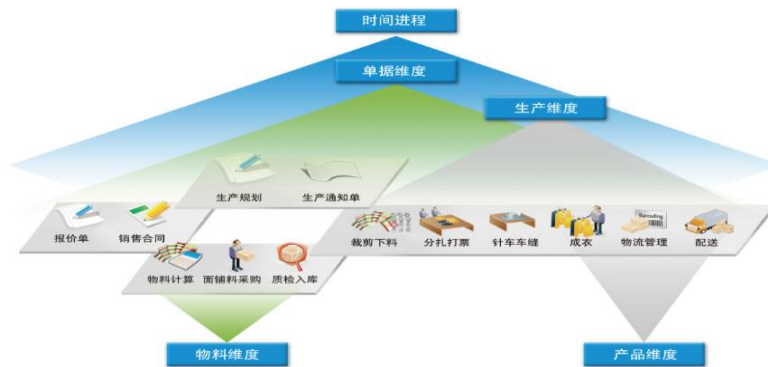 时间进程
单据维度
生产维度
生产规划
生产通知单
报价单
销售合同
裁剪下料
分扎打票
针车车缝
成衣
物流管理
配送
物料计算
面铺料采购
质检入库
物料维度
产品维度